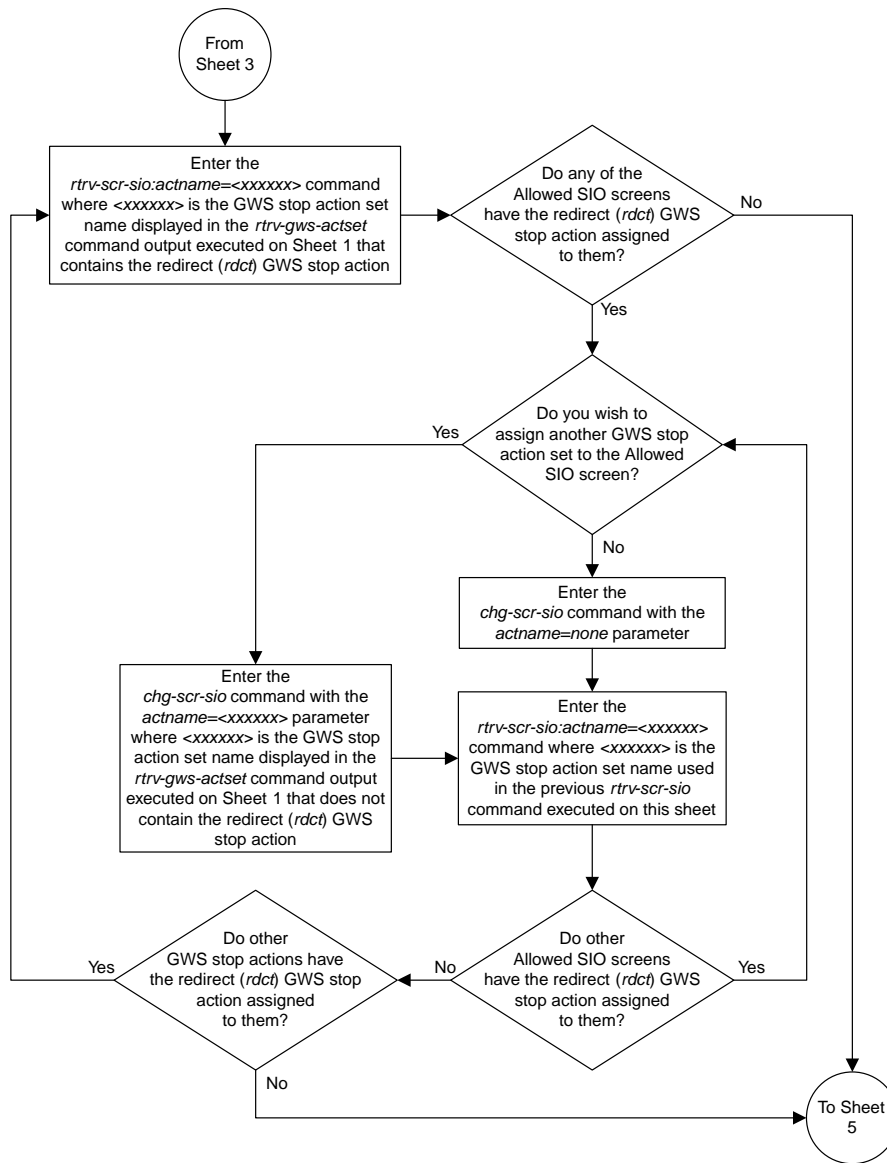 From
Sheet 3
Enter the
rtrv-scr-sio:actname=<xxxxxx> command
where <xxxxxx> is the GWS stop action set
name displayed in the rtrv-gws-actset
command output executed on Sheet 1 that
contains the redirect (rdct) GWS stop action
Do any of the
Allowed SIO screens
have the redirect (rdct) GWS
stop action assigned
to them?
No
Yes
Do you wish to
assign another GWS stop
action set to the Allowed
SIO screen?
Yes
No
Enter the
chg-scr-sio command with the
actname=none parameter
Enter the
chg-scr-sio command with the
actname=<xxxxxx> parameter
where <xxxxxx> is the GWS stop
action set name displayed in the
rtrv-gws-actset command output
executed on Sheet 1 that does not
contain the redirect (rdct) GWS
stop action
Enter the
rtrv-scr-sio:actname=<xxxxxx>
command where <xxxxxx> is the
GWS stop action set name used
in the previous rtrv-scr-sio
command executed on this sheet
Do other
Allowed SIO screens
have the redirect (rdct) GWS
stop action assigned
to them?
Yes
No
Do other
GWS stop actions have
the redirect (rdct) GWS stop
action assigned
to them?
Yes
No
To Sheet
5